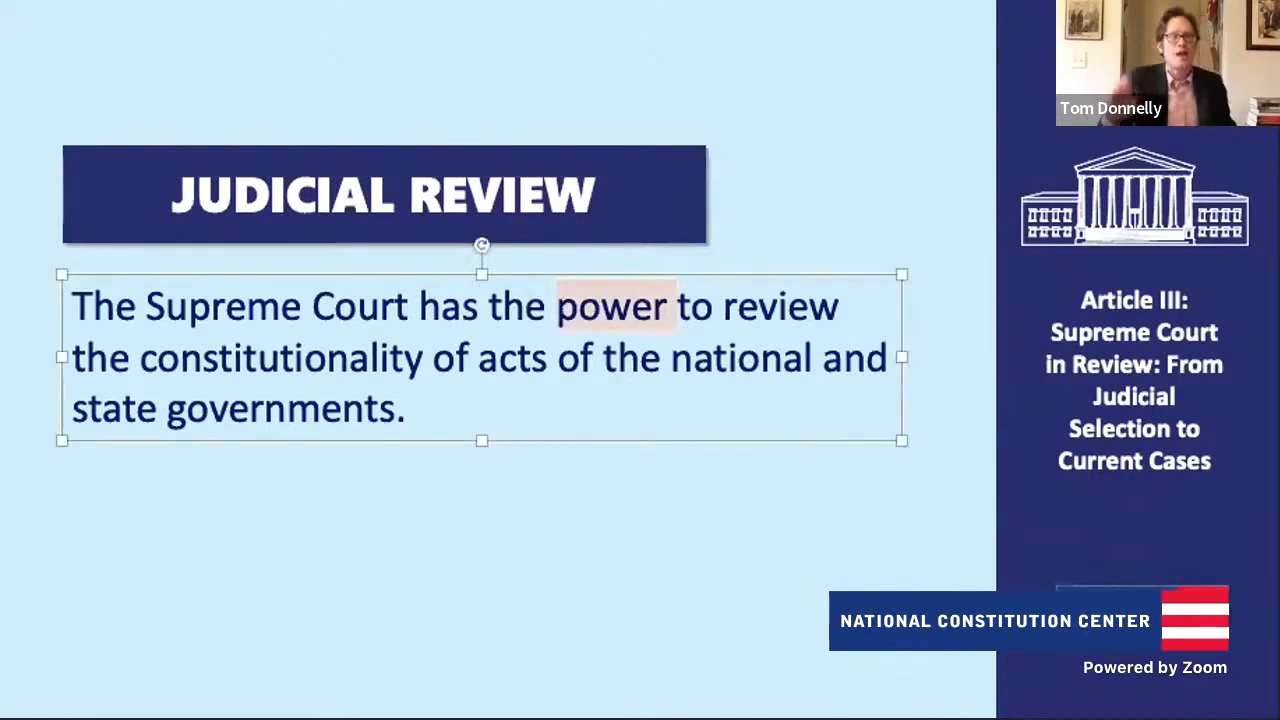 Tom Donnelly
JUDICIAL REVIEW
The Supreme Court has the power to review
the constitutionality of acts of the national and
state governments.
Article III:
Supreme Court
in Review: From
Judicial
Selection to
Current Cases
NATIONAL CONSTITUTION CENTER
Powered by Zoom